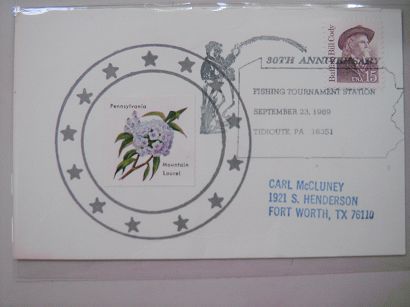 30TH ANNIVERSARY
Buffalo Bill Cody
USA 15
FISHING TOURNAMENT STATION
SEPTEMBER 23, 1989
TIDIOUTE PA 16351
Pennsylvania
Mountain
Laurel
CARL McCLUNEY
1921 S. HENDERSON
FORT WORTH, TX 76110